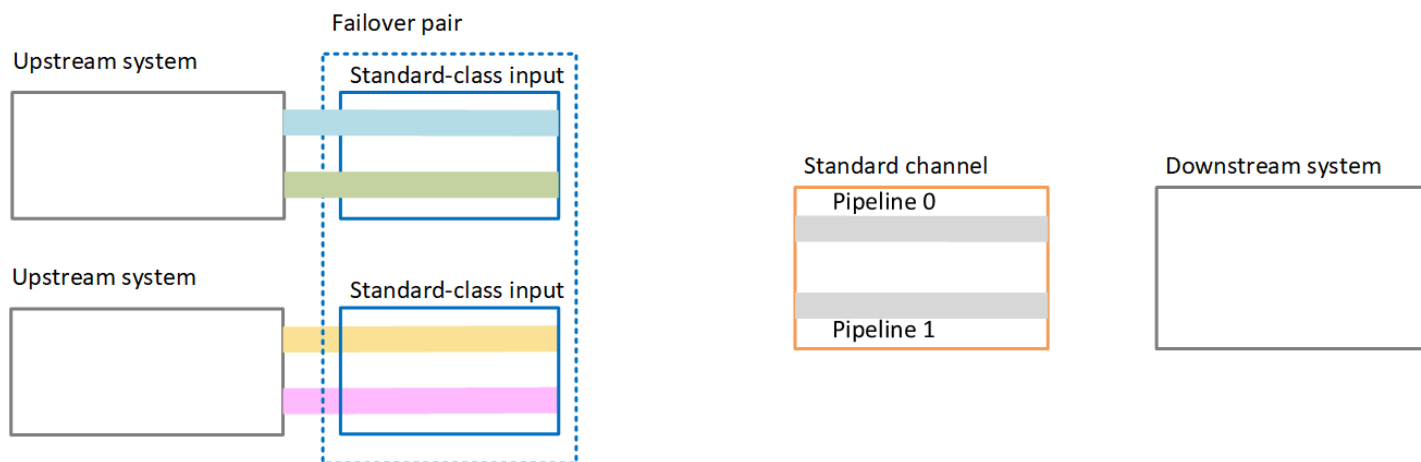 Failover pair
Upstream system
Standard-class input
Standard channel
Downstream system
Pipeline 0
Upstream system
Standard-class input
Pipeline 1